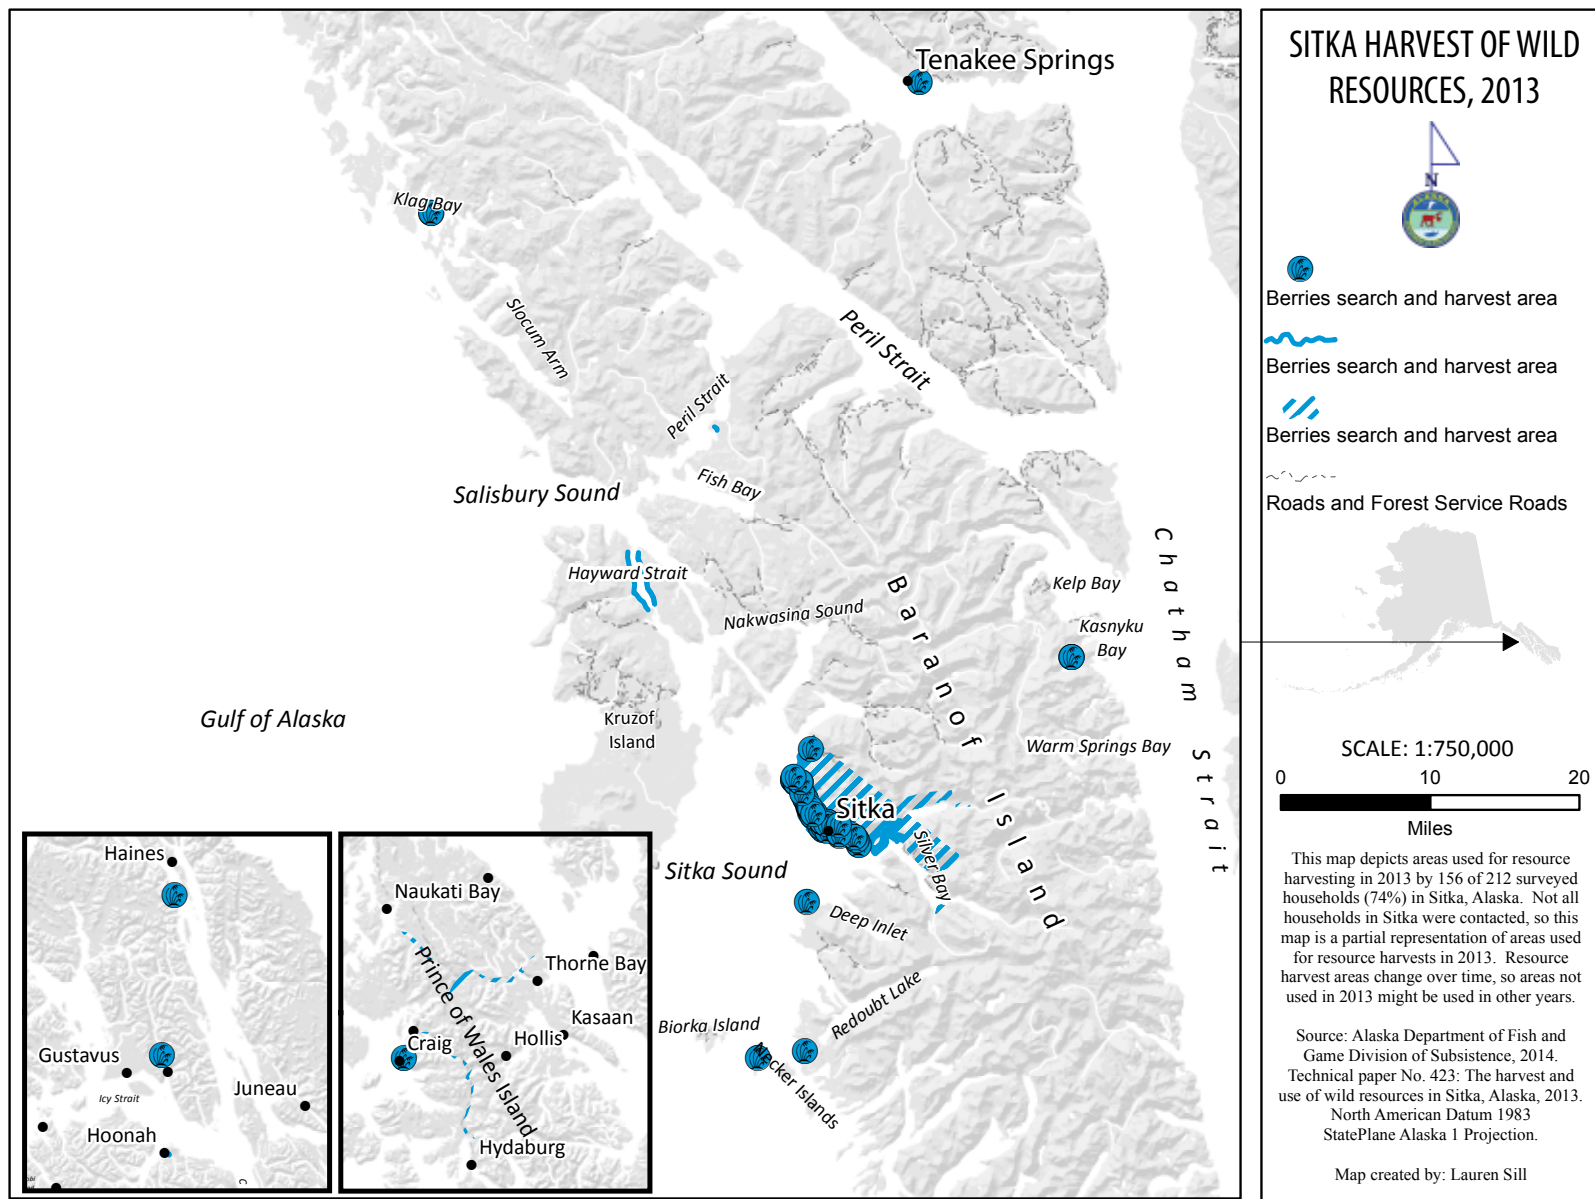 SITKA HARVEST OF WILD
RESOURCES, 2013
N
Berries search and harvest area
Berries search and harvest area
Berries search and harvest area
Roads and Forest Service Roads
SCALE: 1:750,000
0 10 20
Miles
This map depicts areas used for resource
harvesting in 2013 by 156 of 212 surveyed
households (74%) in Sitka, Alaska. Not all
households in Sitka were contacted, so this
map is a partial representation of areas used
for resource harvests in 2013. Resource
harvest areas change over time, so areas not
used in 2013 might be used in other years.
Source: Alaska Department of Fish and
Game Division of Subsistence, 2014.
Technical paper No. 423: The harvest and
use of wild resources in Sitka, Alaska, 2013.
North American Datum 1983
StatePlane Alaska 1 Projection.
Map created by: Lauren Sill
Tenakee Springs
Klag Bay
Slocum Arm
Peril Strait
Peril Strait
Fish Bay
Salisbury Sound
Hayward Strait
Nakwasina Sound
Kelp Bay
Kasnyku
Bay
Chatham Strait
Baranof Island
Gulf of Alaska
Kruzof
Island
Warm Springs Bay
Sitka
Silver Bay
Sitka Sound
Deep Inlet
Redoubt Lake
Biorka Island
Necker Islands
Haines
Gustavus
Icy Strait
Juneau
Hoonah
Naukati Bay
Prince of Wales Island
Thorne Bay
Kasaan
Hollis
Craig
Hydaburg